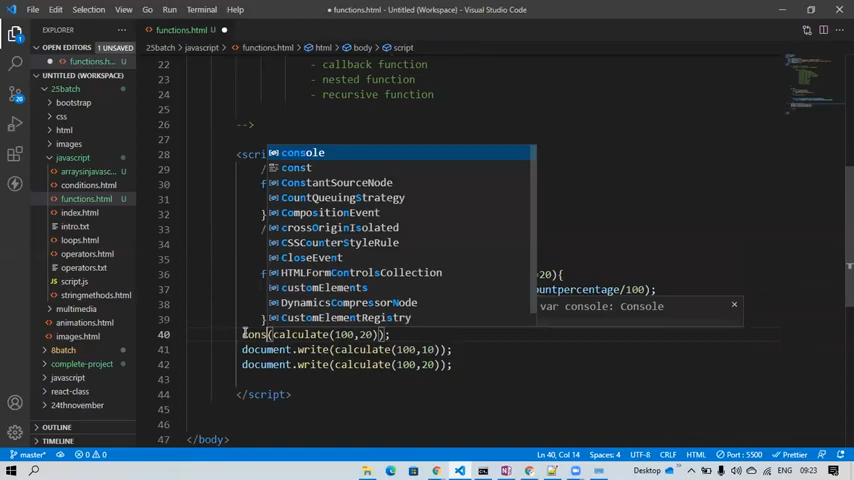 File Edit Selection View Go Run Terminal Help
● functions.html - Untitled (Workspace) - Visual Studio Code
EXPLORER ...
OPEN EDITORS 1 UNSAVED
● functions.h... U
UNTITLED (WORKSPACE)
25batch
bootstrap
css
html
images
javascript
arraysinjavasc... U
conditions.html
functions.html U
index.html
intro.txt
loops.html
operators.html
operators.txt
script.js
stringmethods.html
multimedia
animations.html
images.html
8batch
complete-project
javascript
react-class
24thnovember
OUTLINE
TIMELINE
functions.html U ●
25batch > javascript > functions.html > html > body > script
22 - callback function
23 - nested function
24 - recursive function
25
26 -->
27
28 <scri
29 /
30 f
31
32 }
33 /
34
35
36 f 20){
37 ountpercentage/100);
38
39 }
40 cons(calculate(100,20));
41 document.write(calculate(100,10));
42 document.write(calculate(100,20));
43
44 </script>
45
46
47 </body>
console
const
ConstantSourceNode
CountQueuingStrategy
CompositionEvent
crossOriginIsolated
CSSCounterStyleRule
CloseEvent
HTMLFormControlsCollection
customElements
DynamicsCompressorNode
CustomElementRegistry
var console: Console
20
1
0 0
Ln 40, Col 14 Spaces: 4 UTF-8 CRLF HTML Port : 5500 Prettier
Desktop
ENG 09:23